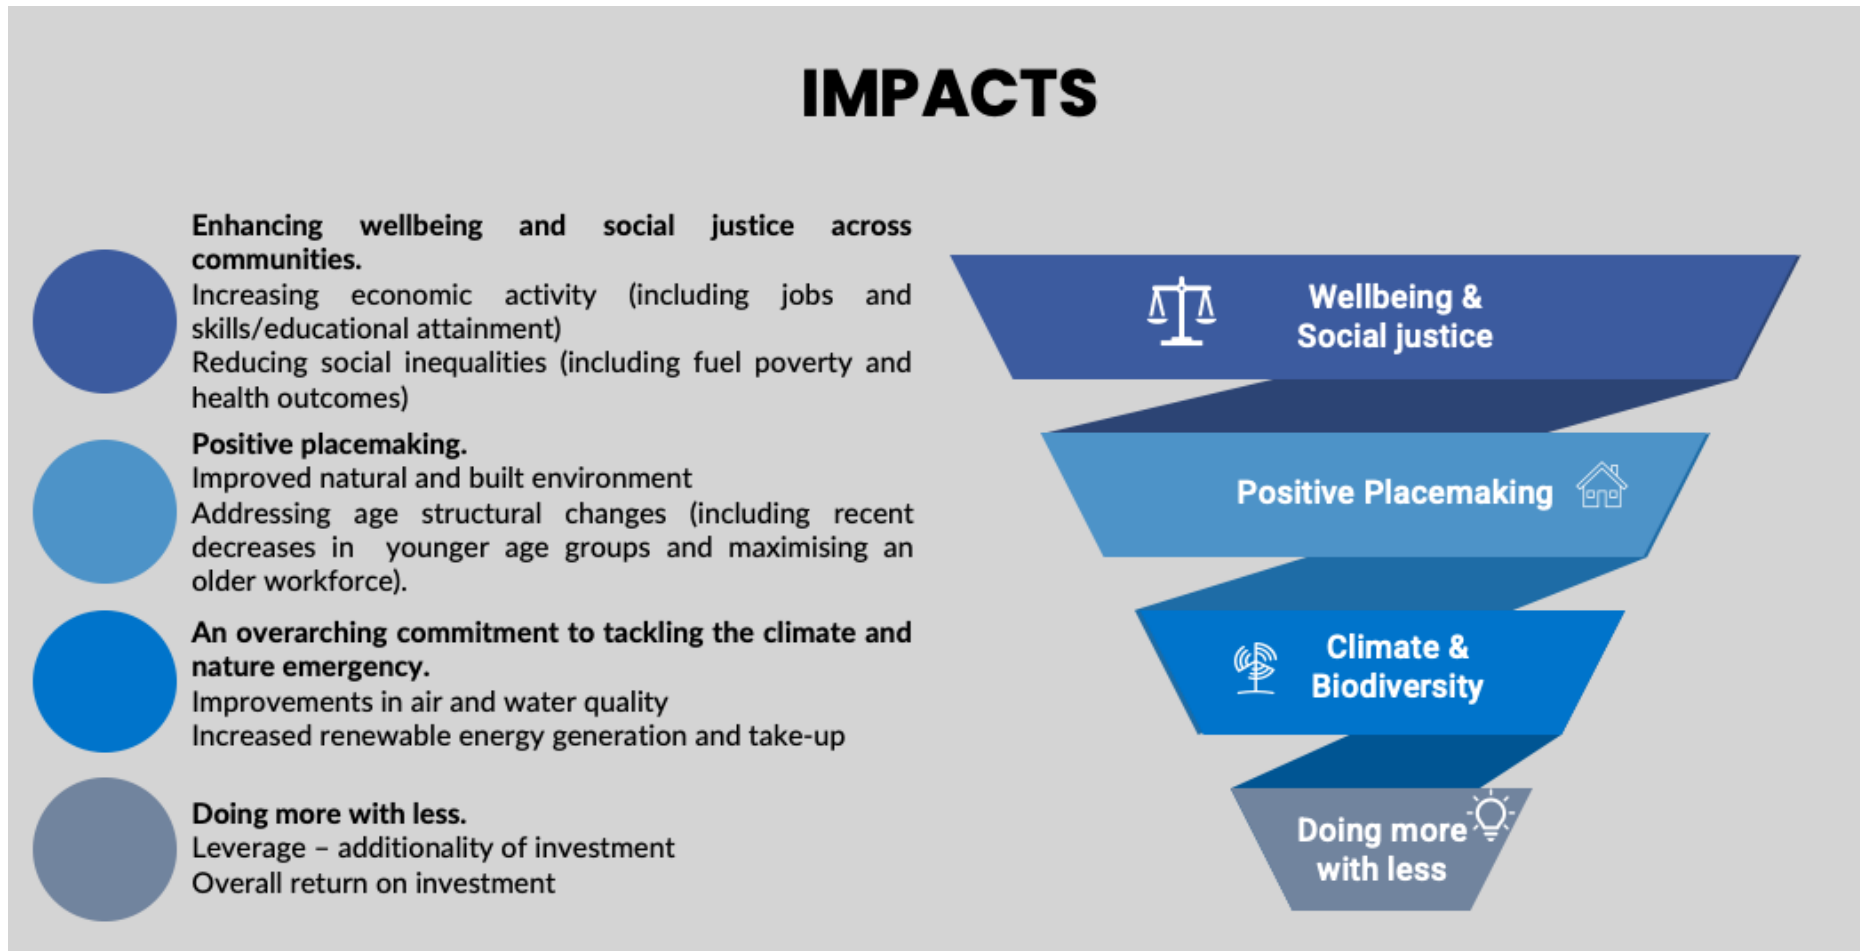 IMPACTS
Enhancing wellbeing and social justice across
communities.
Increasing economic activity (including jobs and
skills/educational attainment)
Reducing social inequalities (including fuel poverty and
health outcomes)
Positive placemaking.
Improved natural and built environment
Addressing age structural changes (including recent
decreases in younger age groups and maximising an
older workforce).
An overarching commitment to tackling the climate and
nature emergency.
Improvements in air and water quality
Increased renewable energy generation and take-up
Doing more with less.
Leverage – additionality of investment
Overall return on investment
Wellbeing &
Social justice
Positive Placemaking
Climate &
Biodiversity
Doing more
with less